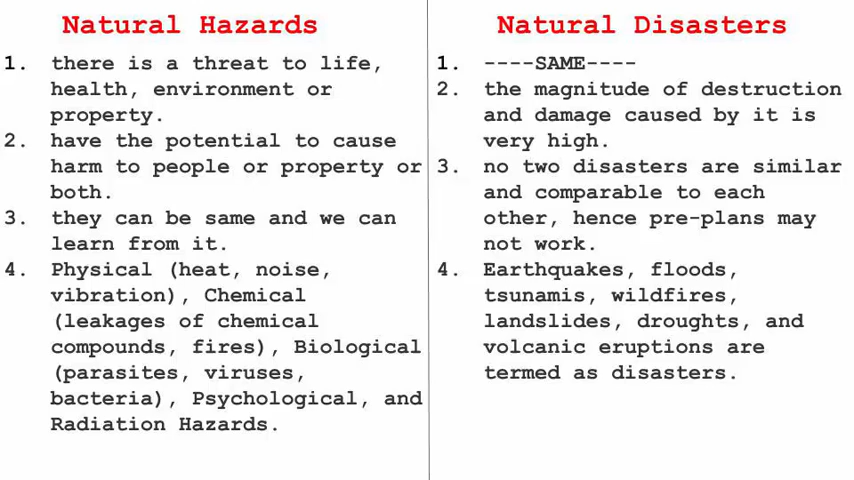 Natural Hazards
1. there is a threat to life,
health, environment or
property.
2. have the potential to cause
harm to people or property or
both.
3. they can be same and we can
learn from it.
4. Physical (heat, noise,
vibration), Chemical
(leakages of chemical
compounds, fires), Biological
(parasites, viruses,
bacteria), Psychological, and
Radiation Hazards.
Natural Disasters
1. ----SAME----
2. the magnitude of destruction
and damage caused by it is
very high.
3. no two disasters are similar
and comparable to each
other, hence pre-plans may
not work.
4. Earthquakes, floods,
tsunamis, wildfires,
landslides, droughts, and
volcanic eruptions are
termed as disasters.